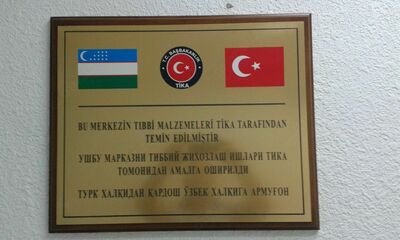 T.C. BAŞBAKANLIK
TİKA
BU MERKEZİN TIBBİ MALZEMELERİ TİKA TARAFINDAN
TEMİN EDİLMİŞTİR
УШБУ МАРКАЗНИ ТИББИЙ ЖИХОЗЛАШ ИШЛАРИ ТИКА
ТОМОНИДАН АМАЛГА ОШИРИЛДИ
ТУРК ХАЛКИДАН КАРДОШ ЎЗБЕК ХАЛКИГА АРМУҒОН